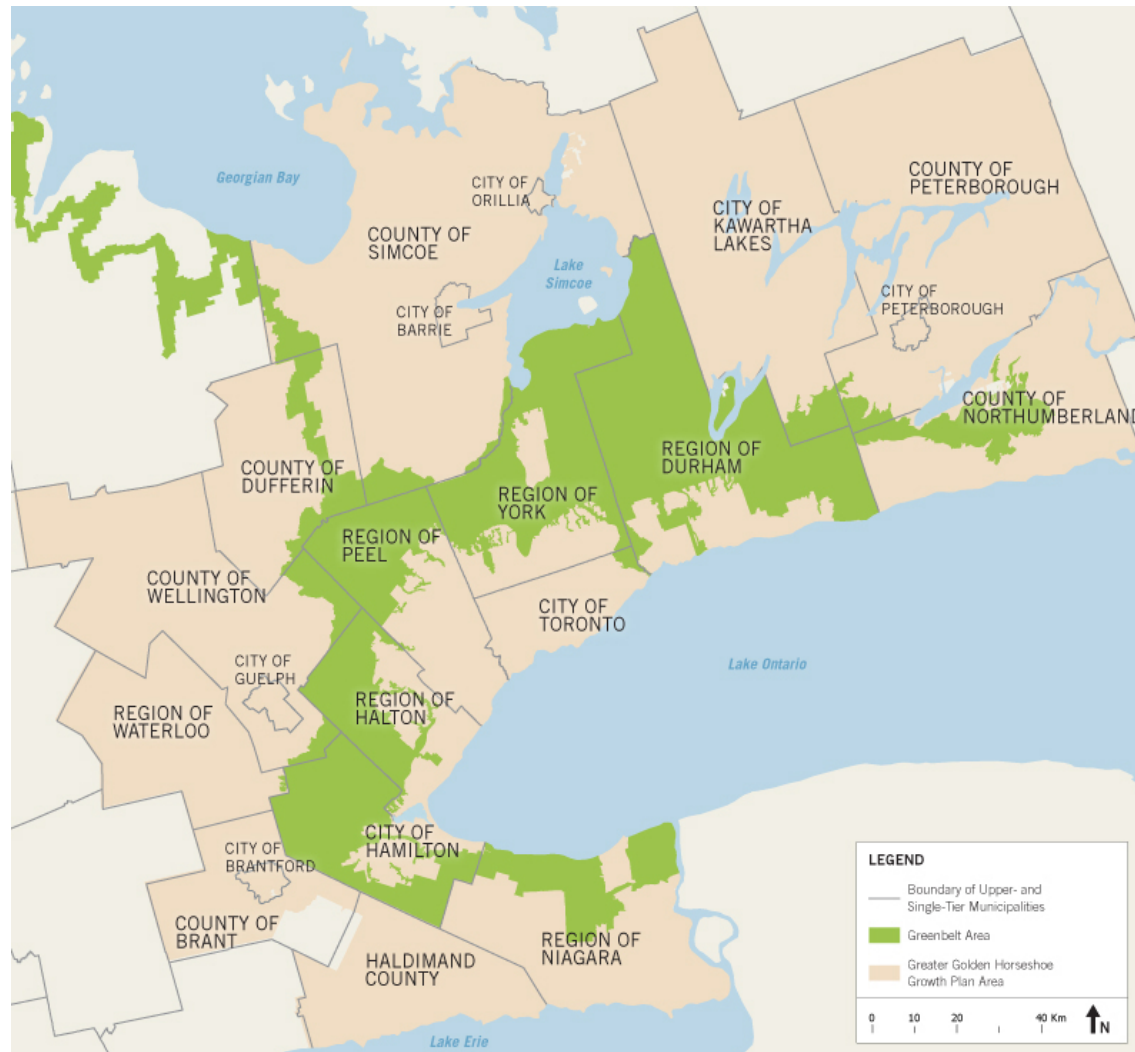 Georgian Bay
CITY OF
ORILLIA
COUNTY OF
PETERBOROUGH
CITY OF
KAWARTHA
LAKES
COUNTY OF
SIMCOE
Lake
Simcoe
CITY OF
BARRIE
CITY OF
PETERBOROUGH
COUNTY OF
NORTHUMBERLAND
COUNTY OF
DUFFERIN
REGION OF
DURHAM
REGION OF
YORK
REGION OF
PEEL
COUNTY OF
WELLINGTON
CITY OF
TORONTO
CITY OF
GUELPH
Lake Ontario
REGION OF
HALTON
REGION OF
WATERLOO
CITY OF
HAMILTON
CITY OF
BRANTFORD
COUNTY OF
BRANT
REGION OF
NIAGARA
HALDIMAND
COUNTY
Lake Erie
LEGEND
Boundary of Upper- and
Single-Tier Municipalities
Greenbelt Area
Greater Golden Horseshoe
Growth Plan Area
0 10 20 40 Km
N